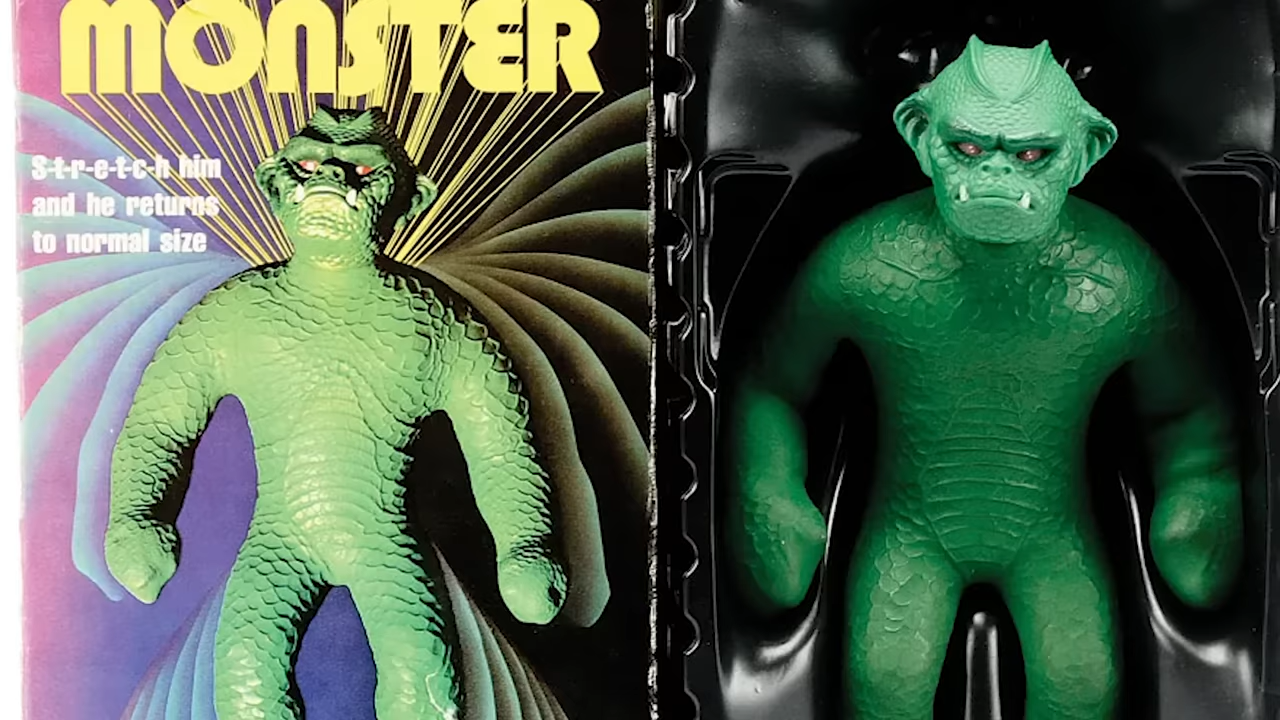 MONSTER
S-t-r-e-t-c-h him
and he returns
to normal size